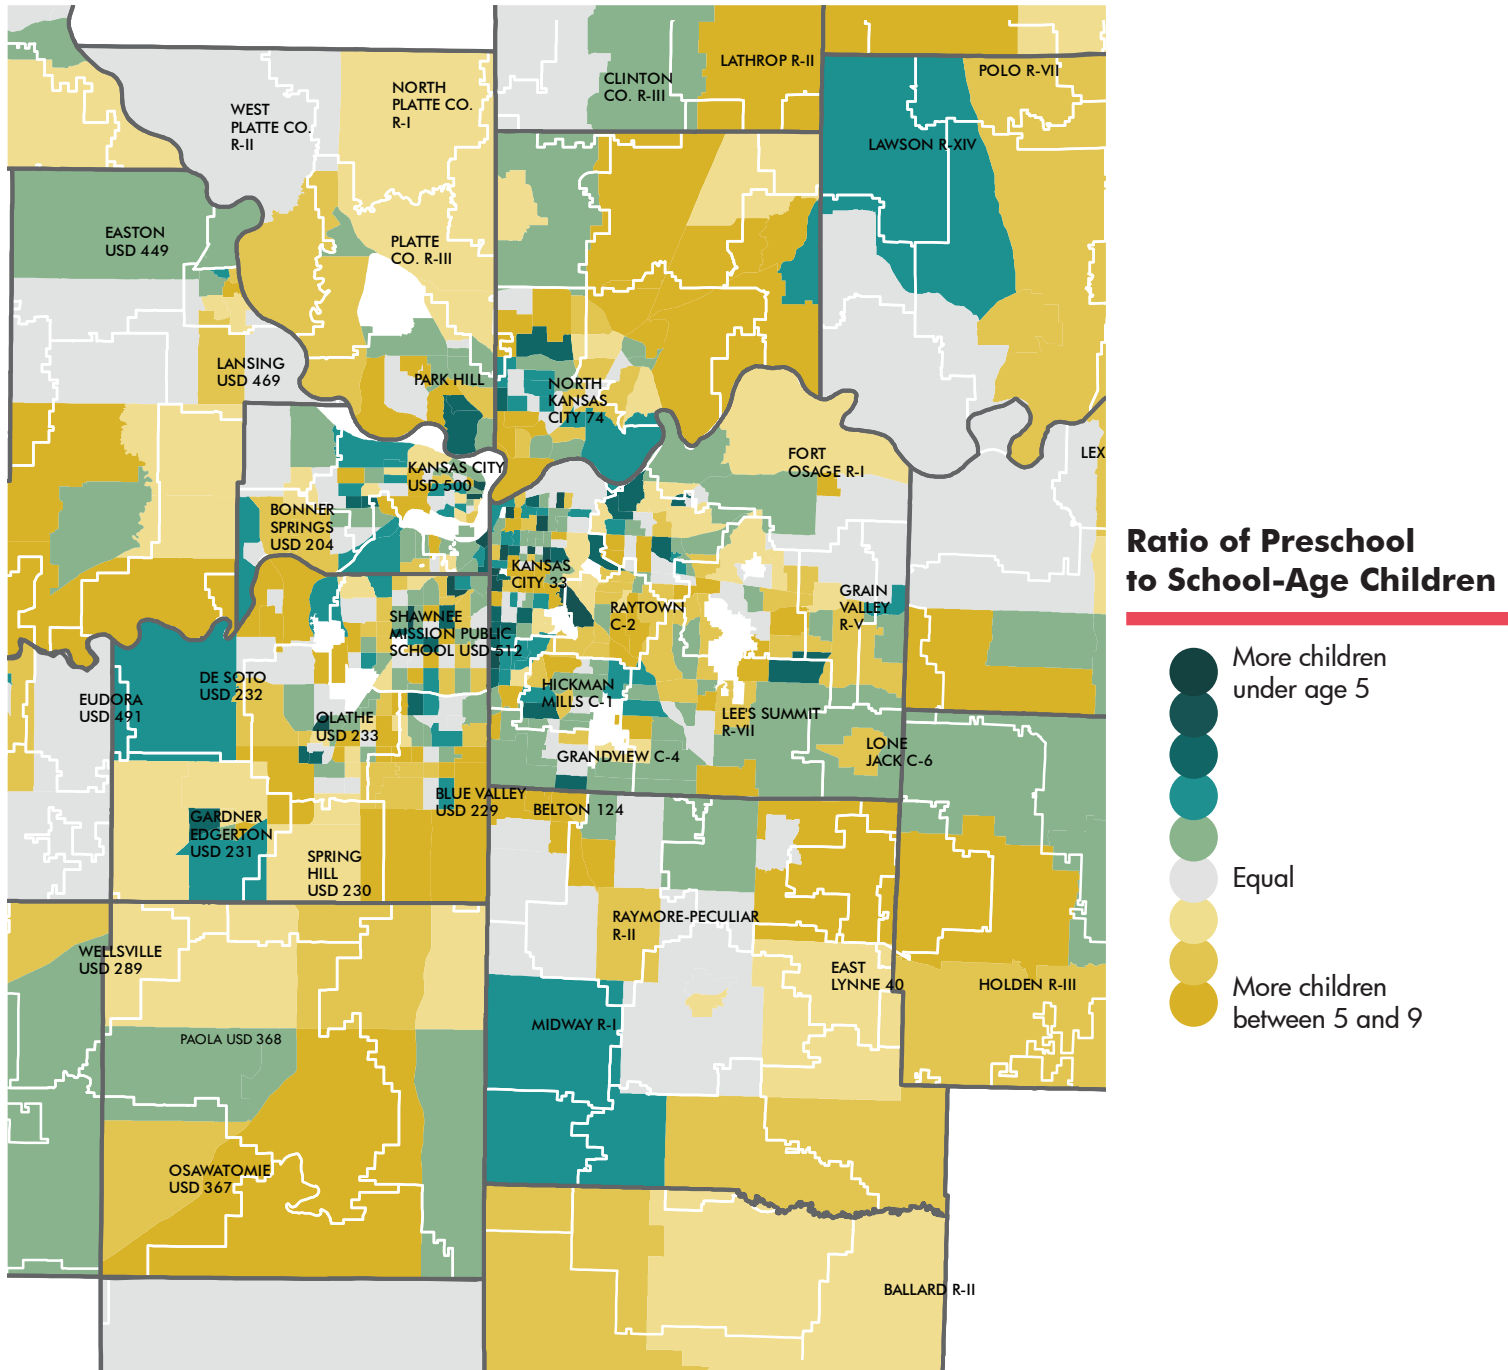 WEST
PLATTE CO.
R-II
NORTH
PLATTE CO.
R-I
CLINTON
CO. R-III
LATHROP R-II
POLO R-VII
LAWSON R-XIV
EASTON
USD 449
PLATTE
CO. R-III
LANSING
USD 469
PARK HILL
NORTH
KANSAS
CITY 74
KANSAS CITY
USD 500
FORT
OSAGE R-I
LEX
BONNER
SPRINGS
USD 204
KANSAS
CITY 33
SHAWNEE
MISSION PUBLIC
SCHOOL USD 512
RAYTOWN
C-2
GRAIN
VALLEY
R-V
EUDORA
USD 491
DE SOTO
USD 232
OLATHE
USD 233
HICKMAN
MILLS C-1
LEE'S SUMMIT
R-VII
GRANDVIEW C-4
LONE
JACK C-6
BLUE VALLEY
USD 229
BELTON 124
GARDNER
EDGERTON
USD 231
SPRING
HILL
USD 230
RAYMORE-PECULIAR
R-II
WELLSVILLE
USD 289
EAST
LYNNE 40
HOLDEN R-III
PAOLA USD 368
MIDWAY R-I
OSAWATOMIE
USD 367
BALLARD R-II
Ratio of Preschool
to School-Age Children
More children
under age 5
Equal
More children
between 5 and 9